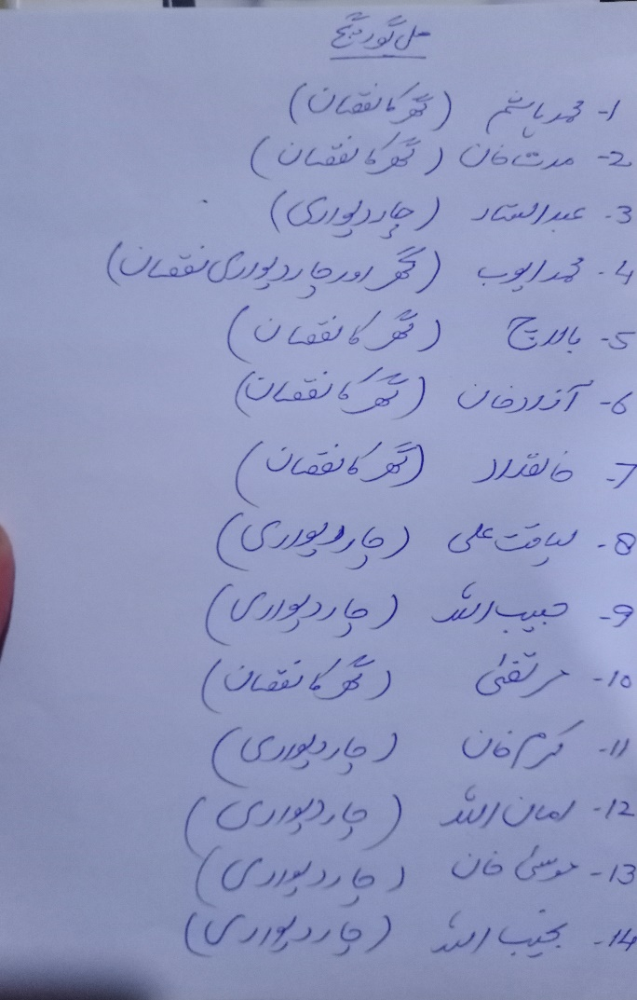 مل گورگیج
1- محمد ہاشم (گھر کا نقصان)
2- مدت خان (گھر کا نقصان)
3- عبدالستار (چاردیواری)
4- محمد ایوب (گھر اور چاردیواری نقصان)
5- بالاچ (گھر کا نقصان)
6- آزاد خان (گھر کا نقصان)
7- خالقداد (گھر کا نقصان)
8- لیاقت علی (چاردیواری)
9- حبیب اللہ (چاردیواری)
10- مرتضیٰ (گھر کا نقصان)
11- کرم خان (چاردیواری)
12- امان اللہ (چاردیواری)
13- موسیٰ خان (چاردیواری)
14- نجیب اللہ (چاردیواری)